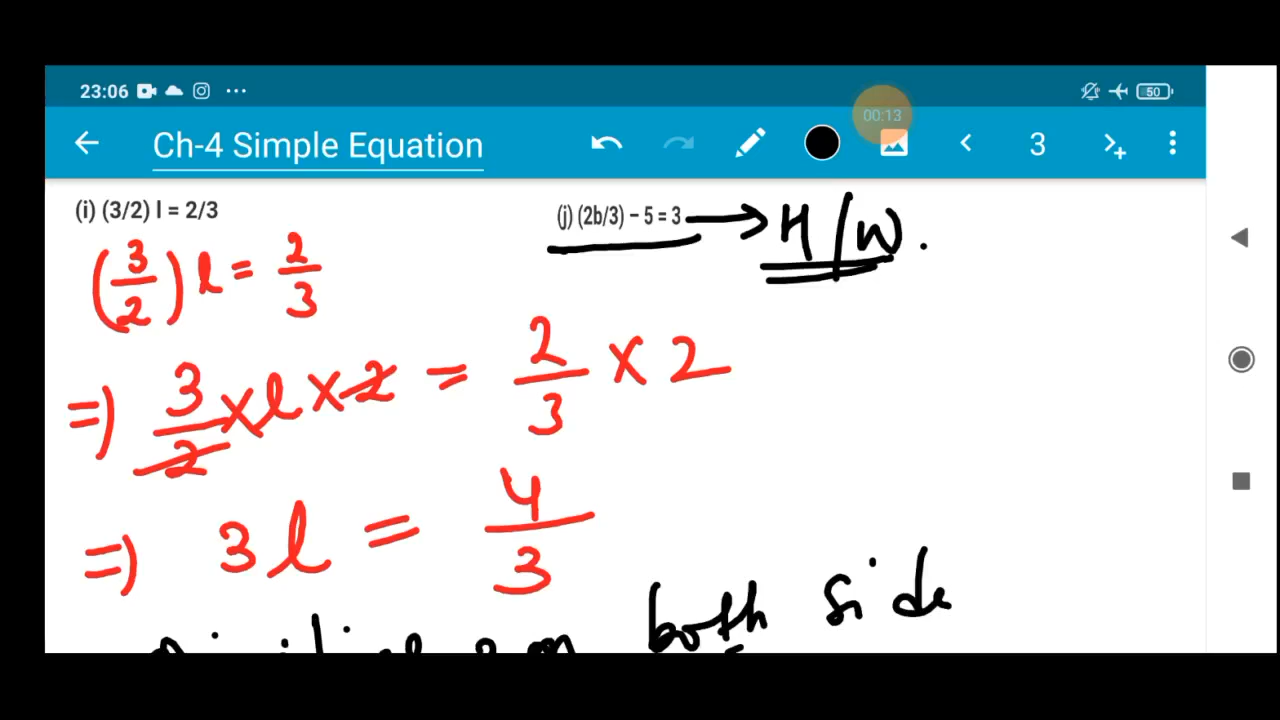 23:06 ... 50
00:13
Ch-4 Simple Equation 3
(i) (3/2) l = 2/3
(j) (2b/3) – 5 = 3 → H/W.
(3/2) l = 2/3
=) 3/2 × l × 2 = 2/3 × 2
=) 3l = 4/3
both side